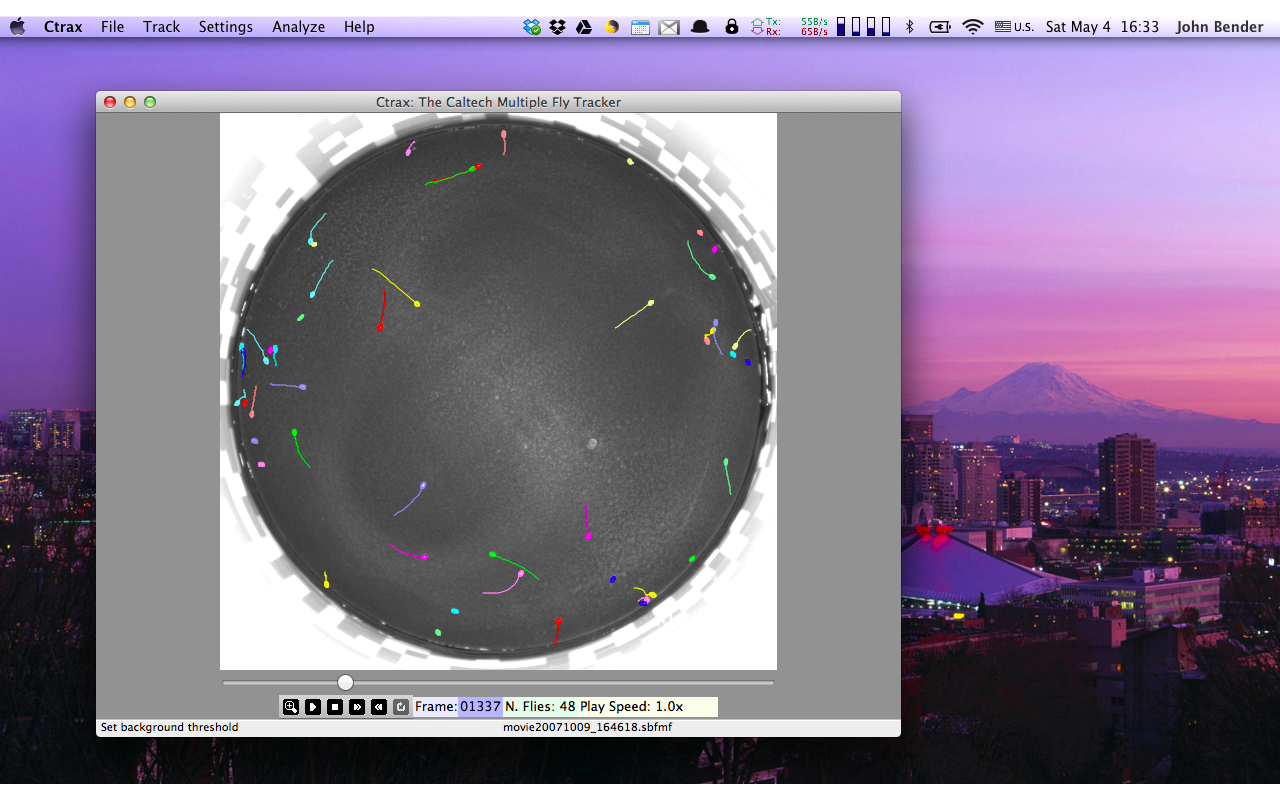 Ctrax File Track Settings Analyze Help Tx: 55B/s Rx: 65B/s U.S. Sat May 4 16:33 John Bender
Ctrax: The Caltech Multiple Fly Tracker
Frame: 01337 N. Flies: 48 Play Speed: 1.0x
Set background threshold movie20071009_164618.sbfmf